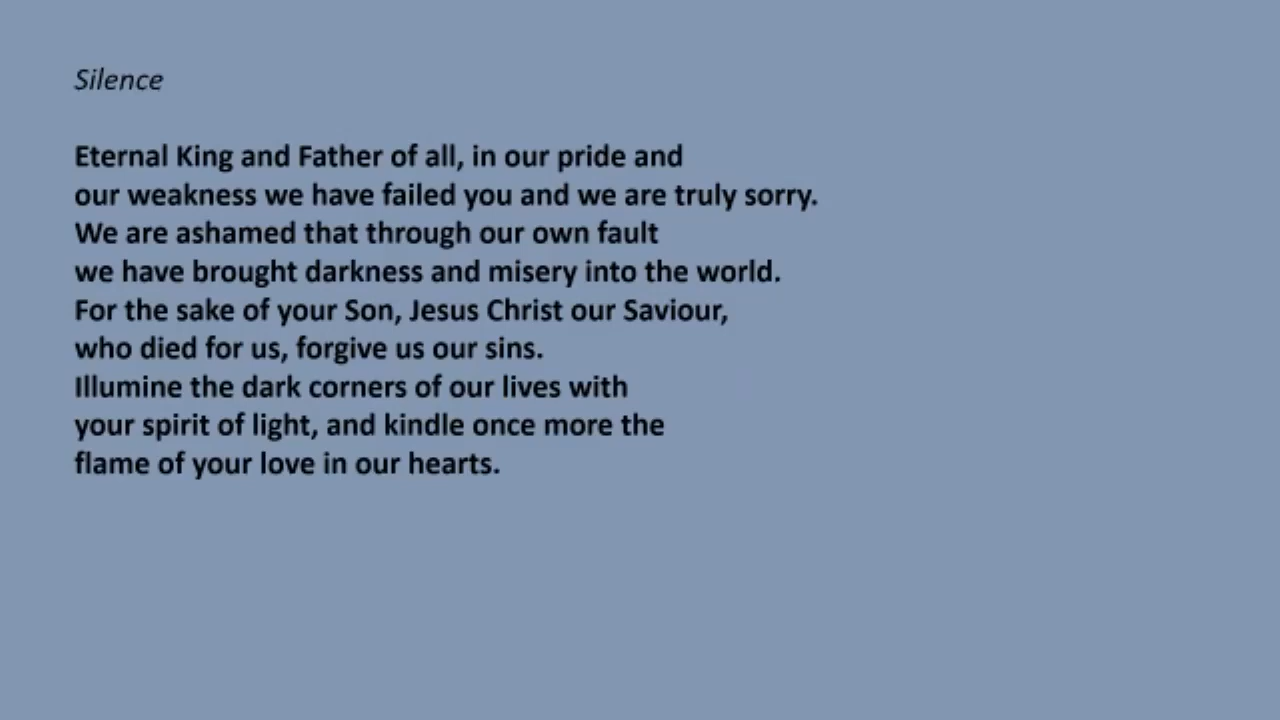 Silence
Eternal King and Father of all, in our pride and
our weakness we have failed you and we are truly sorry.
We are ashamed that through our own fault
we have brought darkness and misery into the world.
For the sake of your Son, Jesus Christ our Saviour,
who died for us, forgive us our sins.
Illumine the dark corners of our lives with
your spirit of light, and kindle once more the
flame of your love in our hearts.